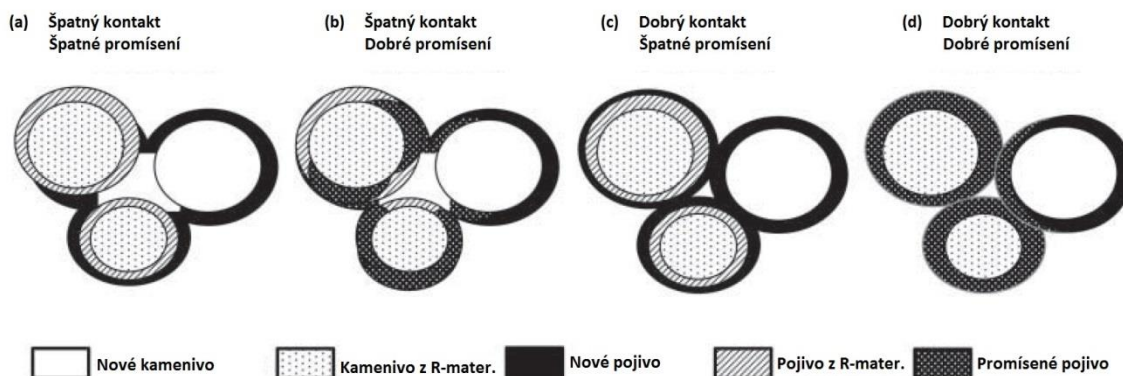 (a) Špatný kontakt
Špatné promísení
(b) Špatný kontakt
Dobré promísení
(c) Dobrý kontakt
Špatné promísení
(d) Dobrý kontakt
Dobré promísení
Nové kamenivo
Kamenivo z R-mater.
Nové pojivo
Pojivo z R-mater.
Promísené pojivo